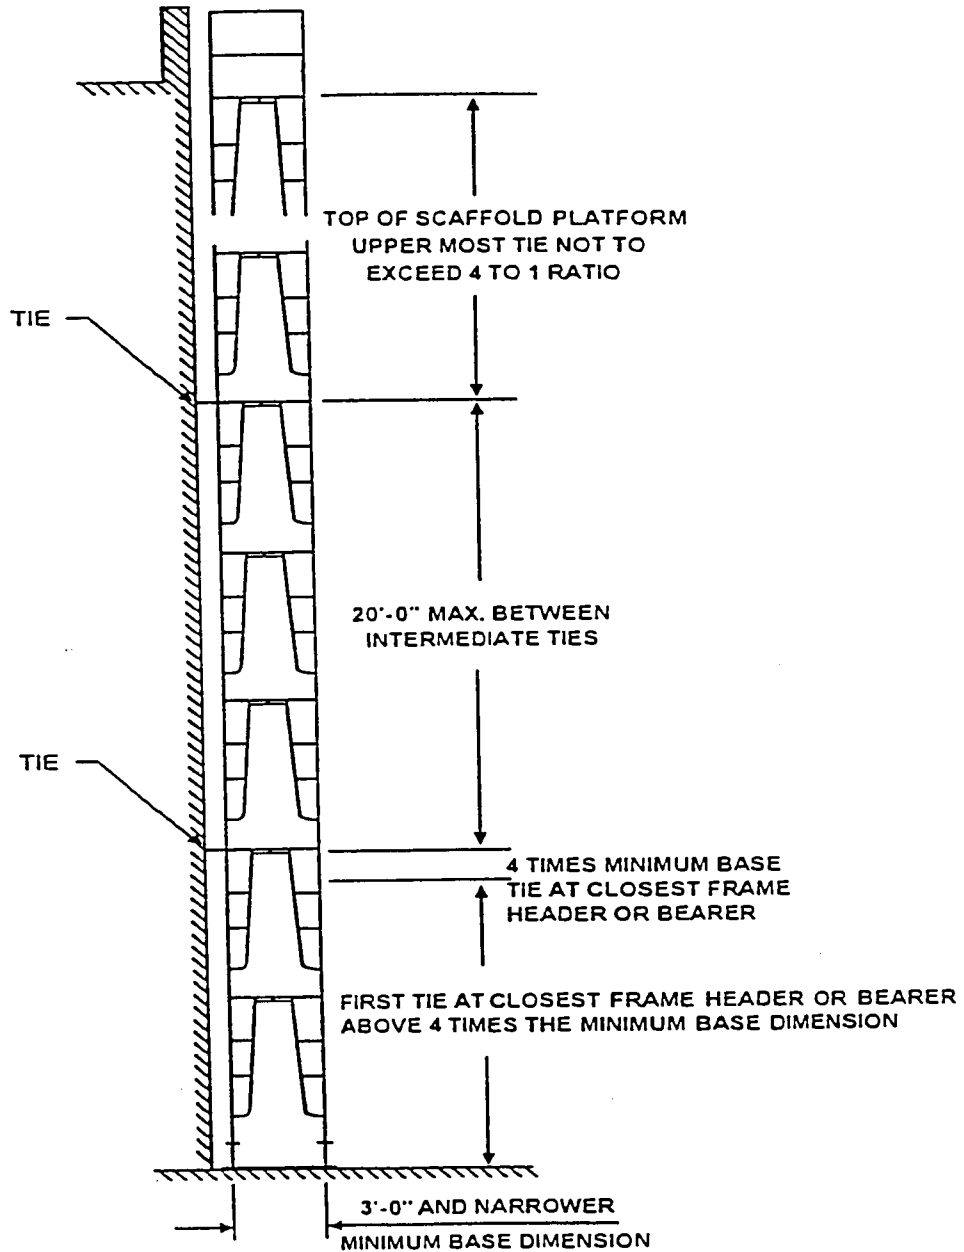 TOP OF SCAFFOLD PLATFORM
UPPER MOST TIE NOT TO
EXCEED 4 TO 1 RATIO
TIE
20'-0" MAX. BETWEEN
INTERMEDIATE TIES
TIE
4 TIMES MINIMUM BASE
TIE AT CLOSEST FRAME
HEADER OR BEARER
FIRST TIE AT CLOSEST FRAME HEADER OR BEARER
ABOVE 4 TIMES THE MINIMUM BASE DIMENSION
3'-0" AND NARROWER
MINIMUM BASE DIMENSION